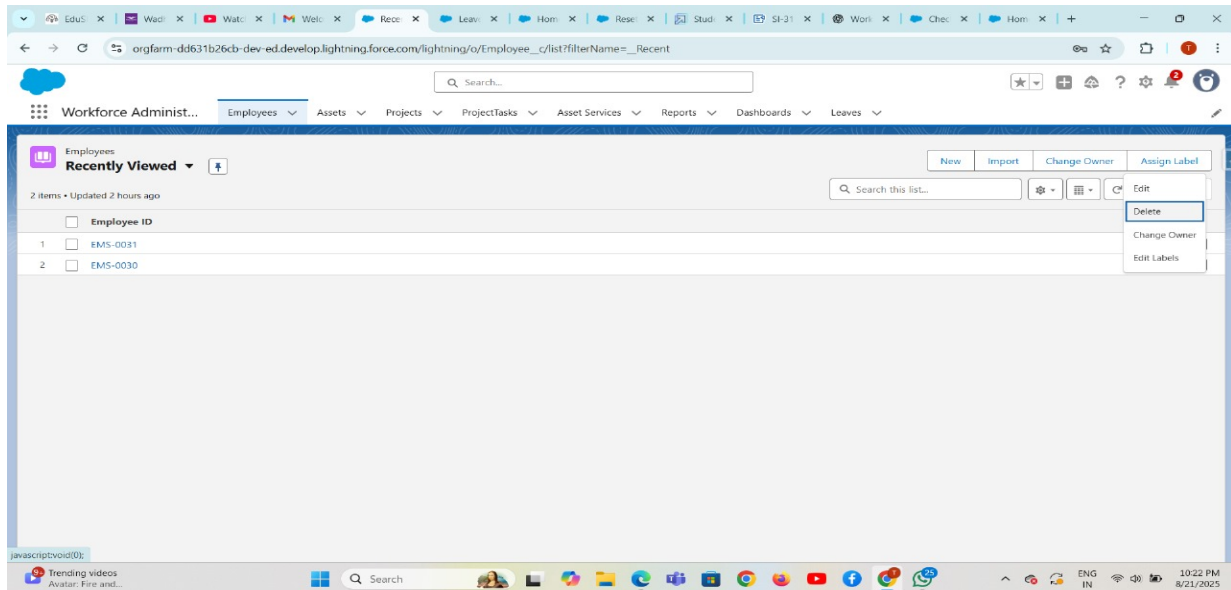 EduS Wadh Watc Welc Rece Leav Hom Rese Stud SI-31 Work Chec Hom
orgfarm-dd631b26cb-dev-ed.develop.lightning.force.com/lightning/o/Employee__c/list?filterName=__Recent
T
Search...
2
Workforce Administ... Employees Assets Projects ProjectTasks Asset Services Reports Dashboards Leaves
Employees
Recently Viewed
New Import Change Owner Assign Label
2 items • Updated 2 hours ago
Search this list...
Edit
Delete
Change Owner
Edit Labels
Employee ID
1 EMS-0031
2 EMS-0030
javascript:void(0);
9+ Trending videos
Avatar: Fire and...
Search
25
ENG
IN
10:22 PM
8/21/2025